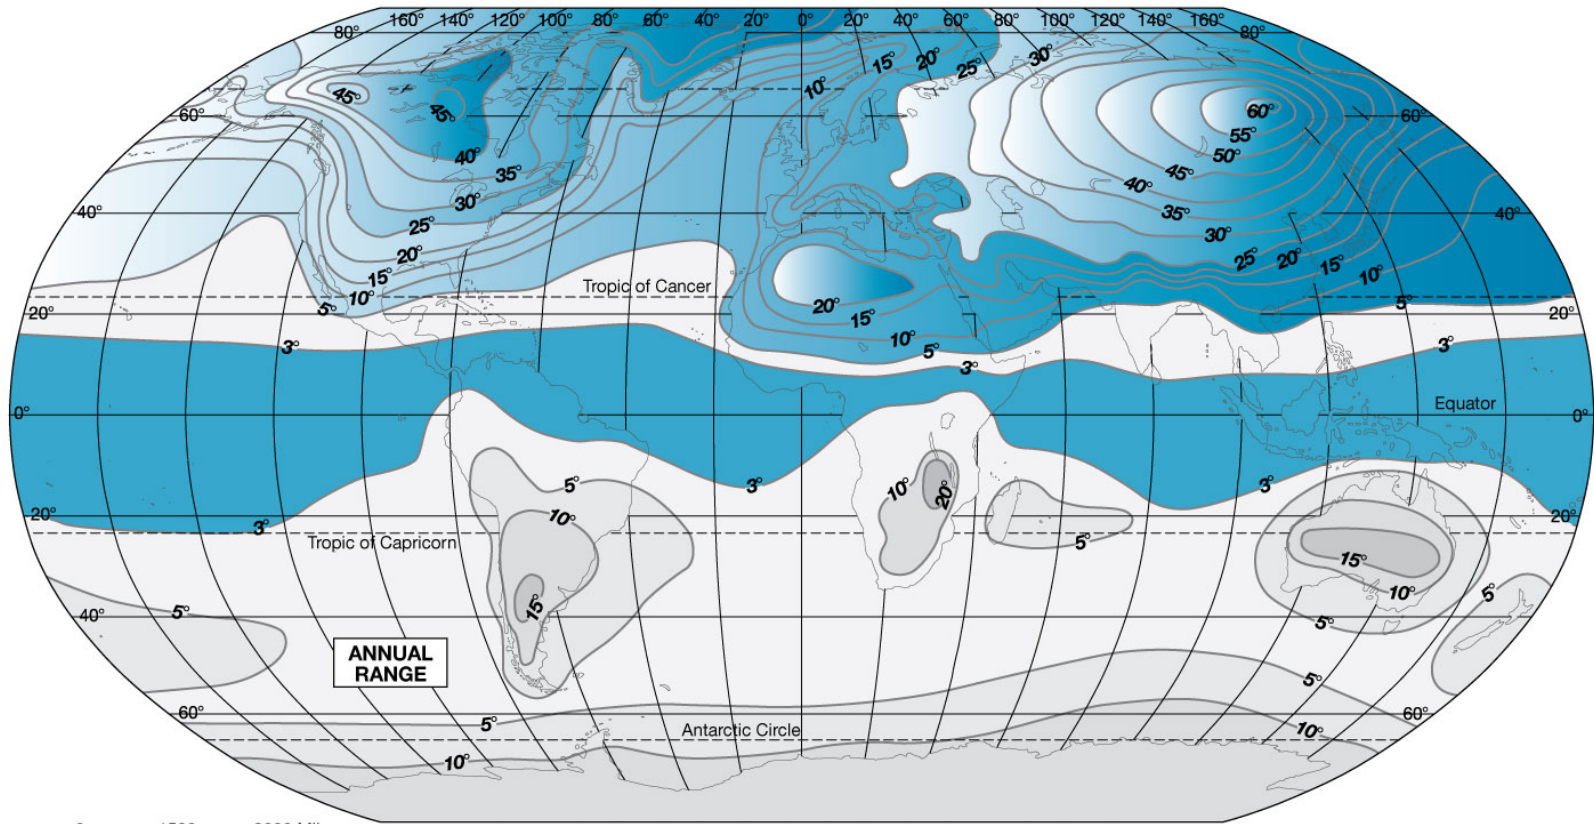 160° 140° 120° 100° 80° 60° 40° 20° 0° 20° 40° 60° 80° 100° 120° 140° 160°
80° 80°
15° 20° 25° 30°
10°
45° 45° 60°
60° 60°
55°
40° 50°
35° 45°
40°
30° 35°
40° 40°
25° 30°
20° 25° 20° 15° 10°
15°
Tropic of Cancer
10° 5° 20° 5°
20° 15° 20°
10°
3° 5° 3°
3°
Equator
0° 0°
5° 3° 10° 20° 3°
20° 10° 20°
3°
Tropic of Capricorn 5°
15°
15° 10° 5°
40° 5° 5°
ANNUAL
RANGE
5°
60° 5° 60°
Antarctic Circle 10°
10°